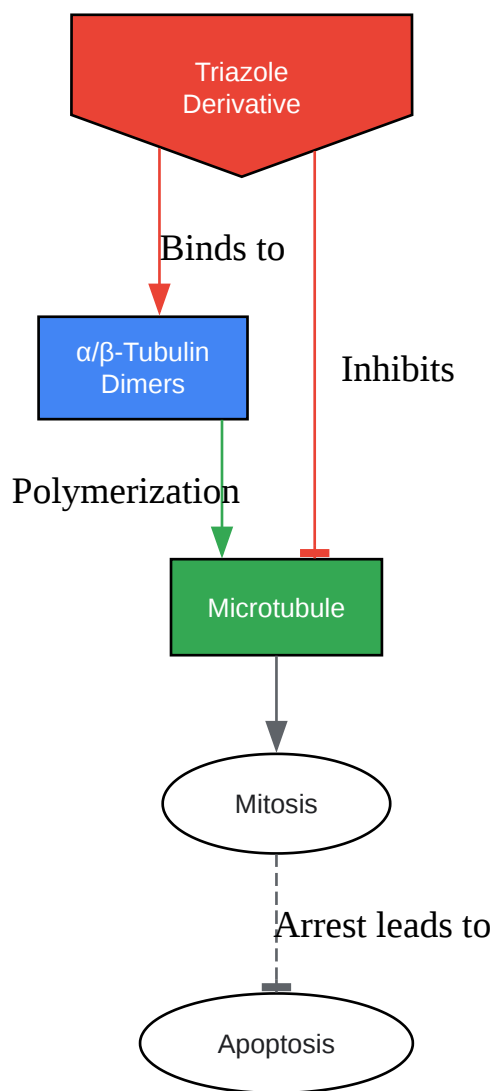 Triazole
Derivative
Binds to
α/β-Tubulin
Dimers
Inhibits
Polymerization
Microtubule
Mitosis
Arrest leads to
Apoptosis